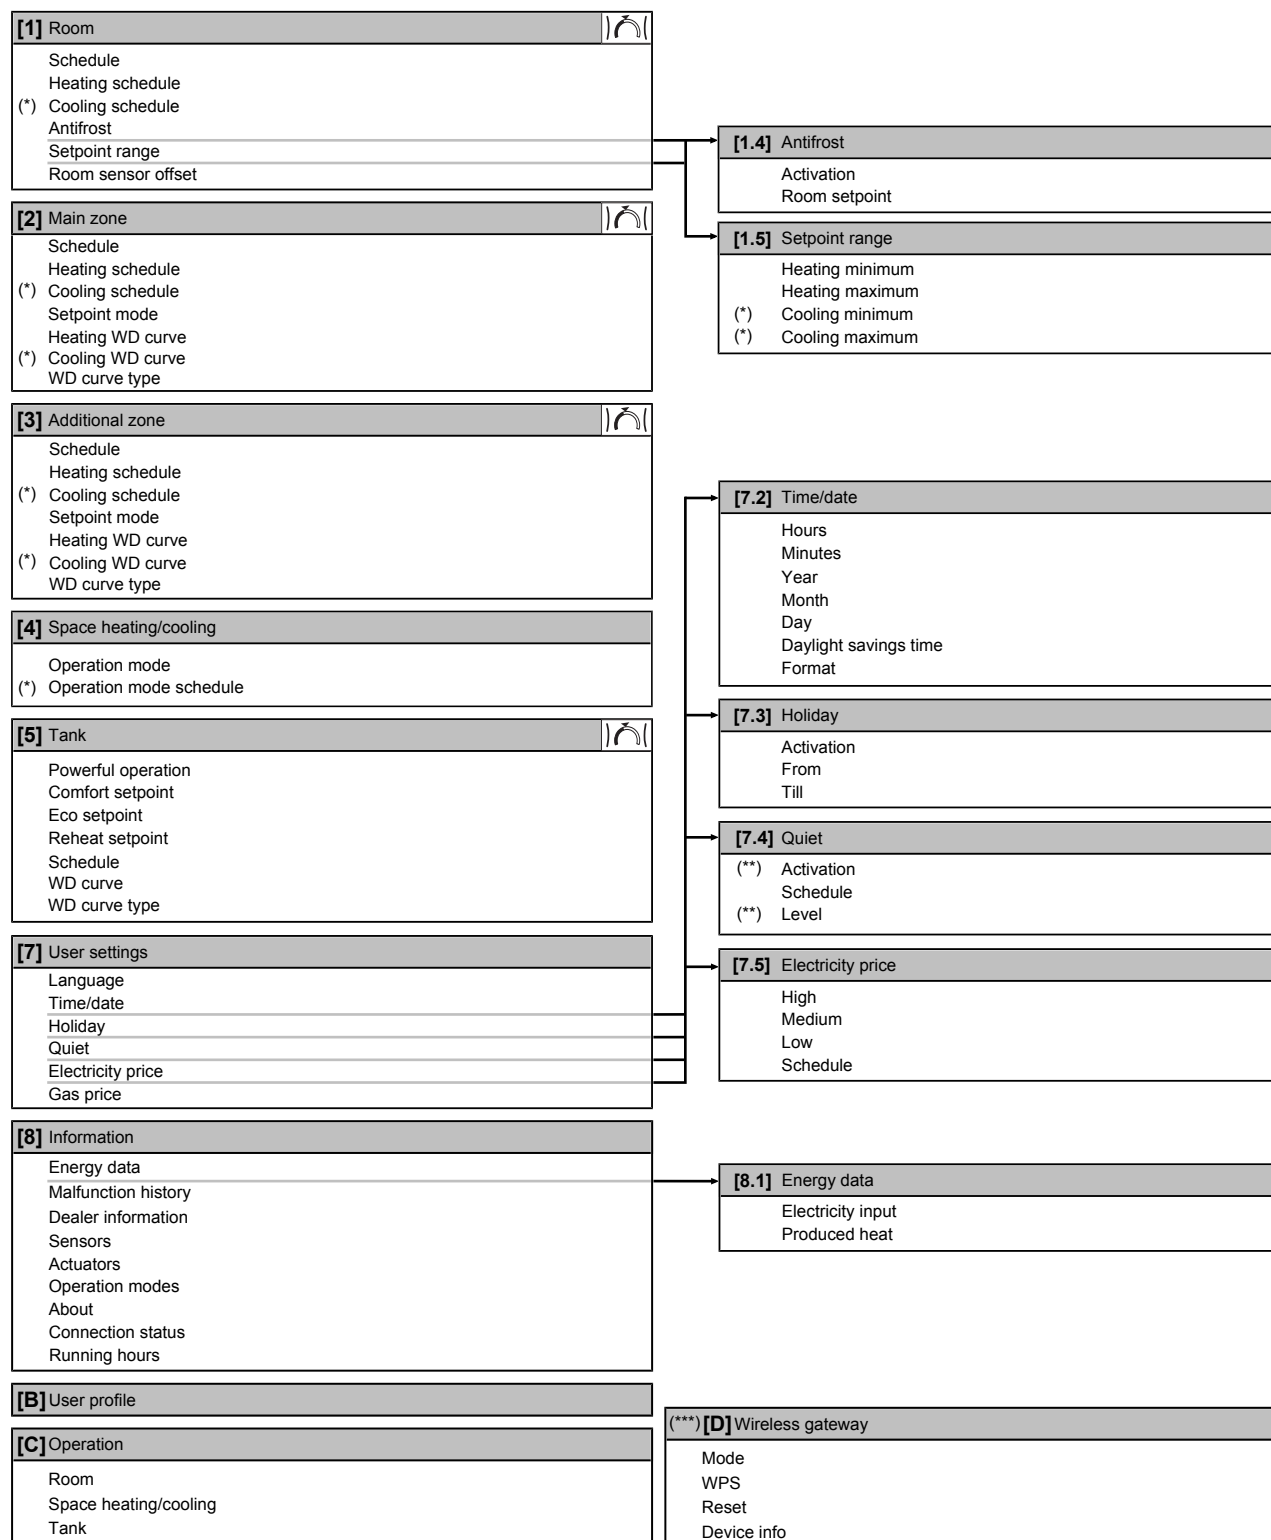 [1] Room
Schedule
Heating schedule
(*) Cooling schedule
Antifrost
Setpoint range
Room sensor offset
[2] Main zone
Schedule
Heating schedule
(*) Cooling schedule
Setpoint mode
Heating WD curve
(*) Cooling WD curve
WD curve type
[3] Additional zone
Schedule
Heating schedule
(*) Cooling schedule
Setpoint mode
Heating WD curve
(*) Cooling WD curve
WD curve type
[4] Space heating/cooling
Operation mode
(*) Operation mode schedule
[5] Tank
Powerful operation
Comfort setpoint
Eco setpoint
Reheat setpoint
Schedule
WD curve
WD curve type
[7] User settings
Language
Time/date
Holiday
Quiet
Electricity price
Gas price
[8] Information
Energy data
Malfunction history
Dealer information
Sensors
Actuators
Operation modes
About
Connection status
Running hours
[B] User profile
[C] Operation
Room
Space heating/cooling
Tank
[1.4] Antifrost
Activation
Room setpoint
[1.5] Setpoint range
Heating minimum
Heating maximum
(*) Cooling minimum
(*) Cooling maximum
[7.2] Time/date
Hours
Minutes
Year
Month
Day
Daylight savings time
Format
[7.3] Holiday
Activation
From
Till
[7.4] Quiet
(**) Activation
Schedule
(**) Level
[7.5] Electricity price
High
Medium
Low
Schedule
[8.1] Energy data
Electricity input
Produced heat
(***) [D] Wireless gateway
Mode
WPS
Reset
Device info